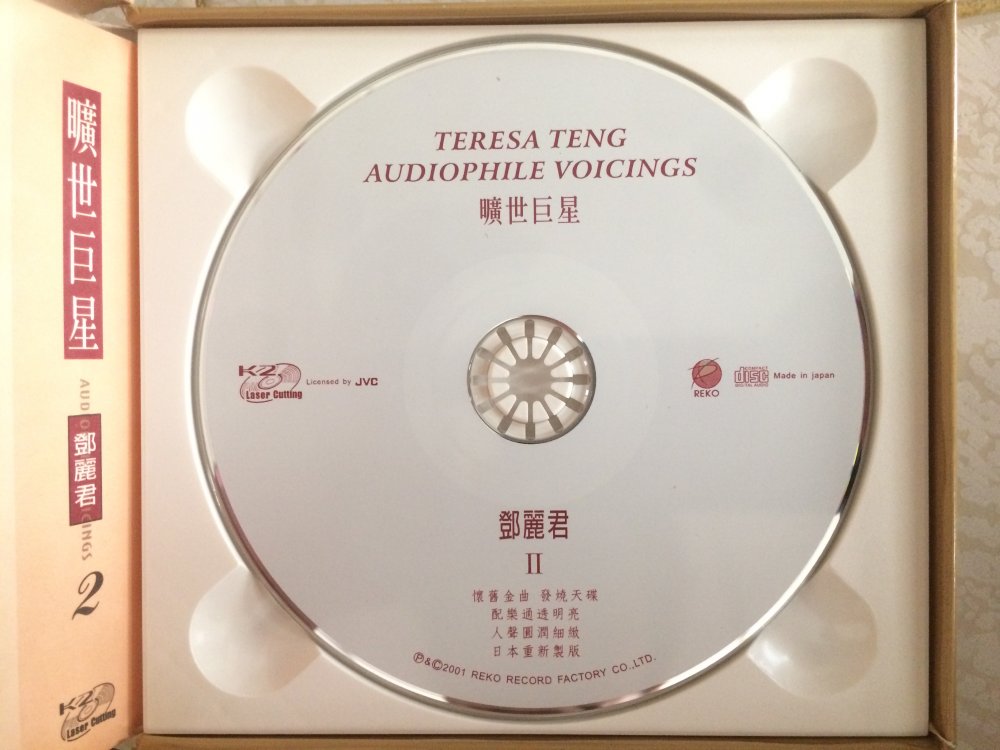 曠世巨星
AUDIO
鄧麗君
ICINGS
2
K2
Laser Cutting
TERESA TENG
AUDIOPHILE VOICINGS
曠世巨星
K2
Laser Cutting
Licensed by JVC
REKO
COMPACT
disc
DIGITAL AUDIO
Made in japan
鄧麗君
II
懷舊金曲 發燒天碟
配樂通透明亮
人聲圓潤細緻
日本重新製版
Ⓟ&©2001 REKO RECORD FACTORY CO.,LTD.